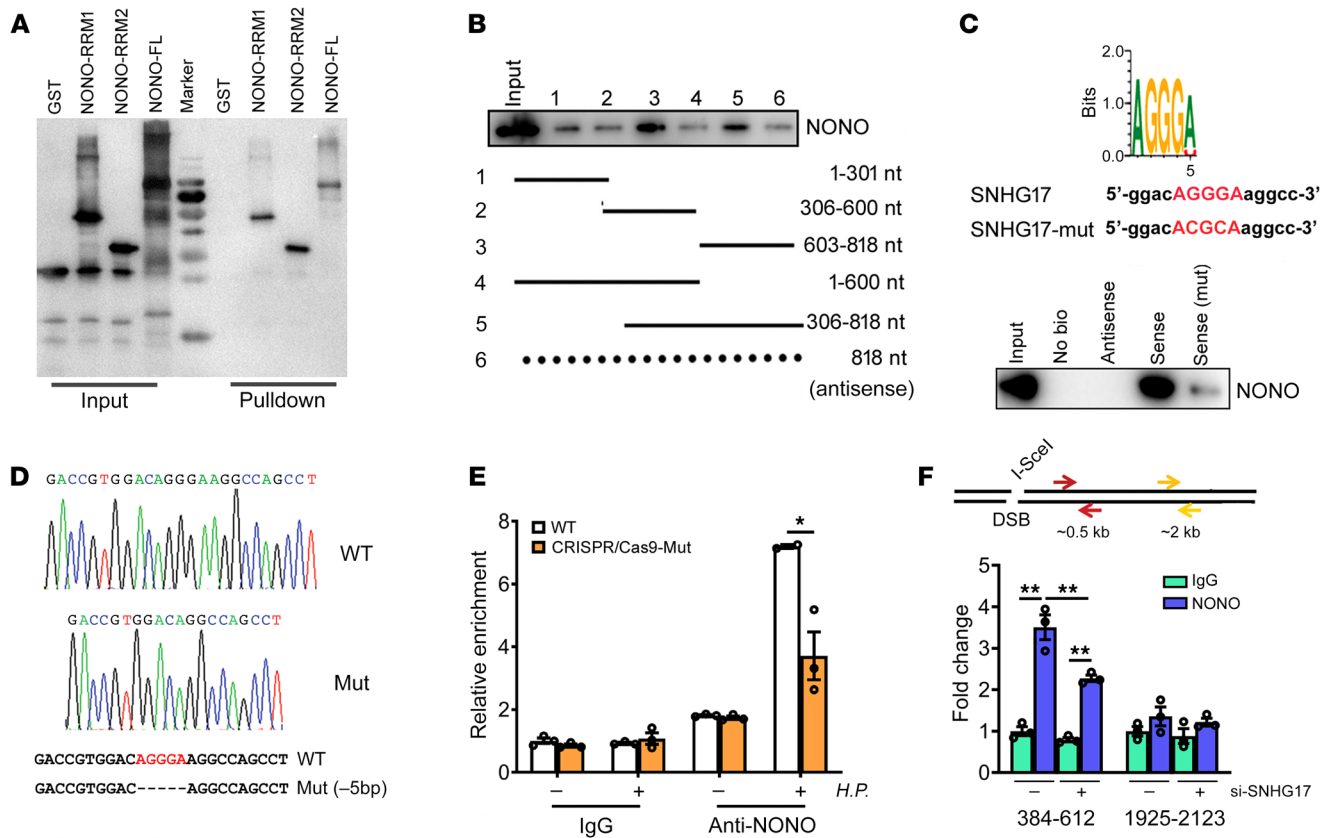 A
GST
NONO-RRM1
NONO-RRM2
NONO-FL
Marker
GST
NONO-RRM1
NONO-RRM2
NONO-FL
Input
Pulldown
B
Input
1 2 3 4 5 6
NONO
1 1-301 nt
2 306-600 nt
3 603-818 nt
4 1-600 nt
5 306-818 nt
6 818 nt
(antisense)
C
2.0
1.0
0.0
Bits
AGGGA
5
SNHG17 5’-ggacAGGGAaggcc-3’
SNHG17-mut 5’-ggacACGCAaggcc-3’
Input
No bio
Antisense
Sense
Sense (mut)
NONO
D
GACCGTGGACAGGGAAGGCCAGCCT
WT
GACCGTGGACAGGCCAGCCT
Mut
GACCGTGGACAGGGAAGGCCAGCCT WT
GACCGTGGAC-----AGGCCAGCCT Mut (–5bp)
E
WT
CRISPR/Cas9-Mut
*
Relative enrichment
8
6
4
2
0
– + – + H.P.
IgG Anti-NONO
F
I-SceI
DSB
~0.5 kb ~2 kb
IgG
NONO
** ** **
Fold change
5
4
3
2
1
0
– + – + si-SNHG17
384-612 1925-2123